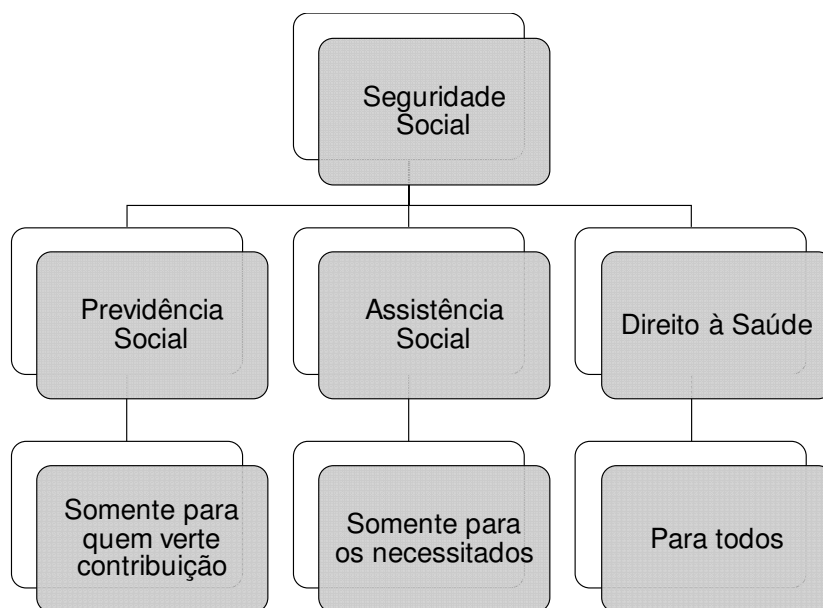 Seguridade
Social
Previdência
Social
Assistência
Social
Direito à Saúde
Somente para
quem verte
contribuição
Somente para
os necessitados
Para todos